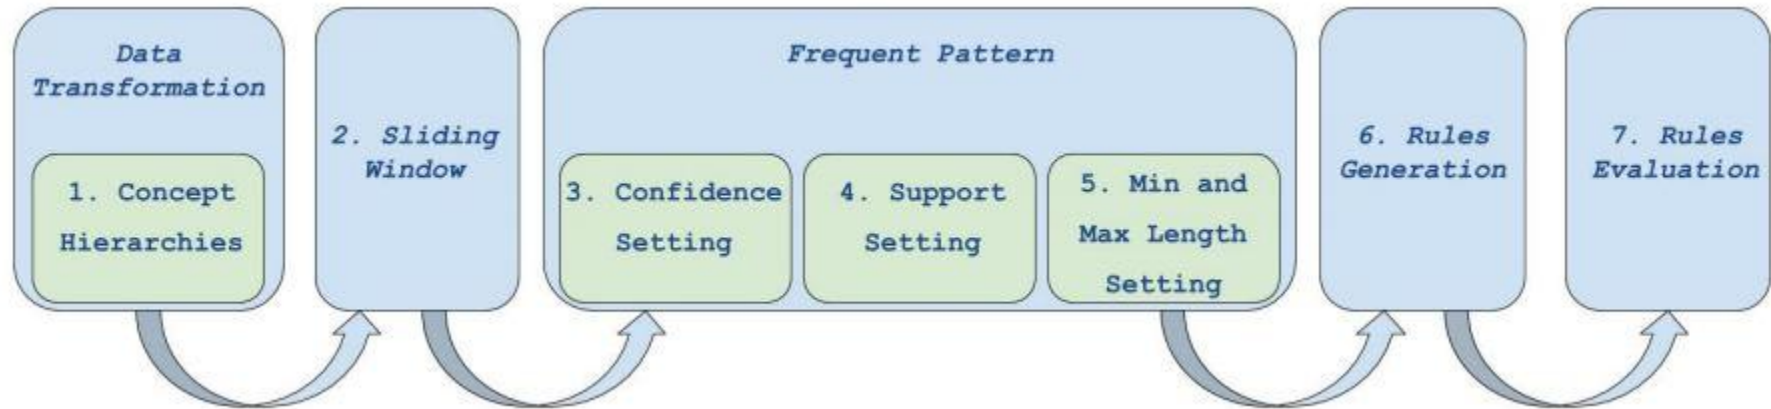 Data
Transformation
1. Concept
Hierarchies
2. Sliding
Window
Frequent Pattern
3. Confidence
Setting
4. Support
Setting
5. Min and
Max Length
Setting
6. Rules
Generation
7. Rules
Evaluation